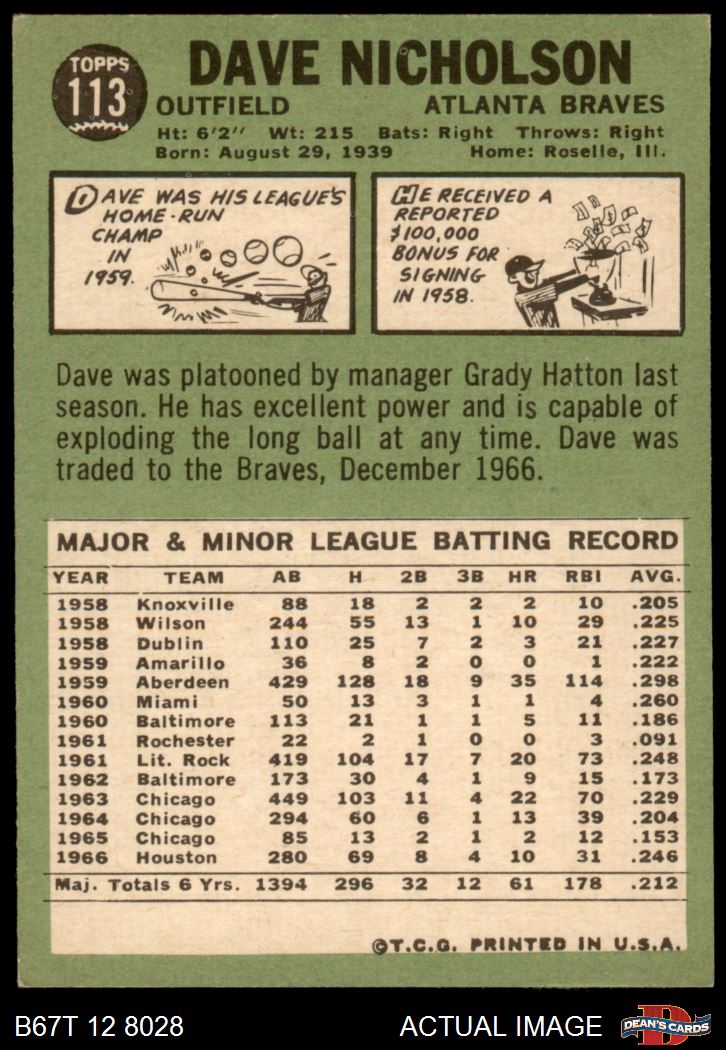 TOPPS
113
DAVE NICHOLSON
OUTFIELD ATLANTA BRAVES
Ht: 6'2" Wt: 215 Bats: Right Throws: Right
Born: August 29, 1939 Home: Roselle, Ill.
DAVE WAS HIS LEAGUE'S
HOME-RUN
CHAMP
IN
1959.
HE RECEIVED A
REPORTED
$100,000
BONUS FOR
SIGNING
IN 1958.
Dave was platooned by manager Grady Hatton last
season. He has excellent power and is capable of
exploding the long ball at any time. Dave was
traded to the Braves, December 1966.
MAJOR & MINOR LEAGUE BATTING RECORD
YEAR TEAM AB H 2B 3B HR RBI AVG.
1958 Knoxville 88 18 2 2 2 10 .205
1958 Wilson 244 55 13 1 10 29 .225
1958 Dublin 110 25 7 2 3 21 .227
1959 Amarillo 36 8 2 0 0 1 .222
1959 Aberdeen 429 128 18 9 35 114 .298
1960 Miami 50 13 3 1 1 4 .260
1960 Baltimore 113 21 1 1 5 11 .186
1961 Rochester 22 2 1 0 0 3 .091
1961 Lit. Rock 419 104 17 7 20 73 .248
1962 Baltimore 173 30 4 1 9 15 .173
1963 Chicago 449 103 11 4 22 70 .229
1964 Chicago 294 60 6 1 13 39 .204
1965 Chicago 85 13 2 1 2 12 .153
1966 Houston 280 69 8 4 10 31 .246
Maj. Totals 6 Yrs. 1394 296 32 12 61 178 .212
©T.C.G. PRINTED IN U.S.A.
B67T 12 8028 ACTUAL IMAGE
D
DEAN'S CARDS